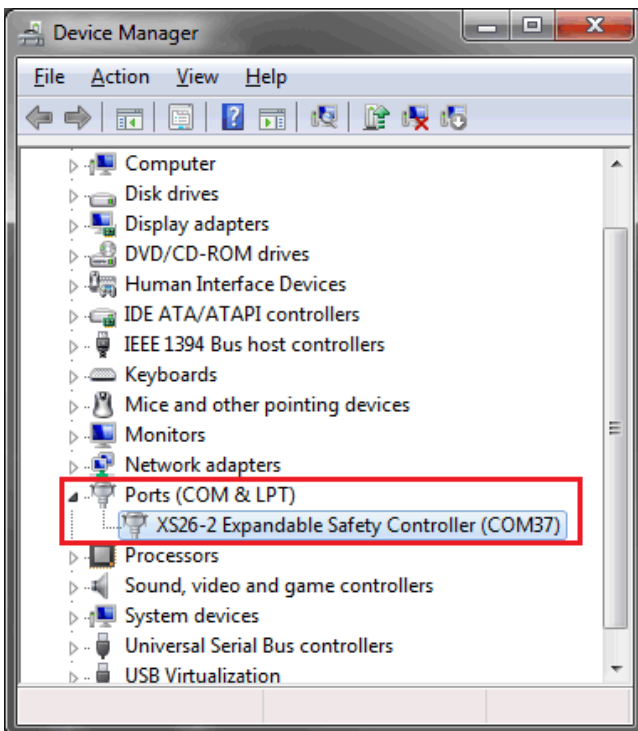 Device Manager
File Action View Help
Computer
Disk drives
Display adapters
DVD/CD-ROM drives
Human Interface Devices
IDE ATA/ATAPI controllers
IEEE 1394 Bus host controllers
Keyboards
Mice and other pointing devices
Monitors
Network adapters
Ports (COM & LPT)
XS26-2 Expandable Safety Controller (COM37)
Processors
Sound, video and game controllers
System devices
Universal Serial Bus controllers
USB Virtualization